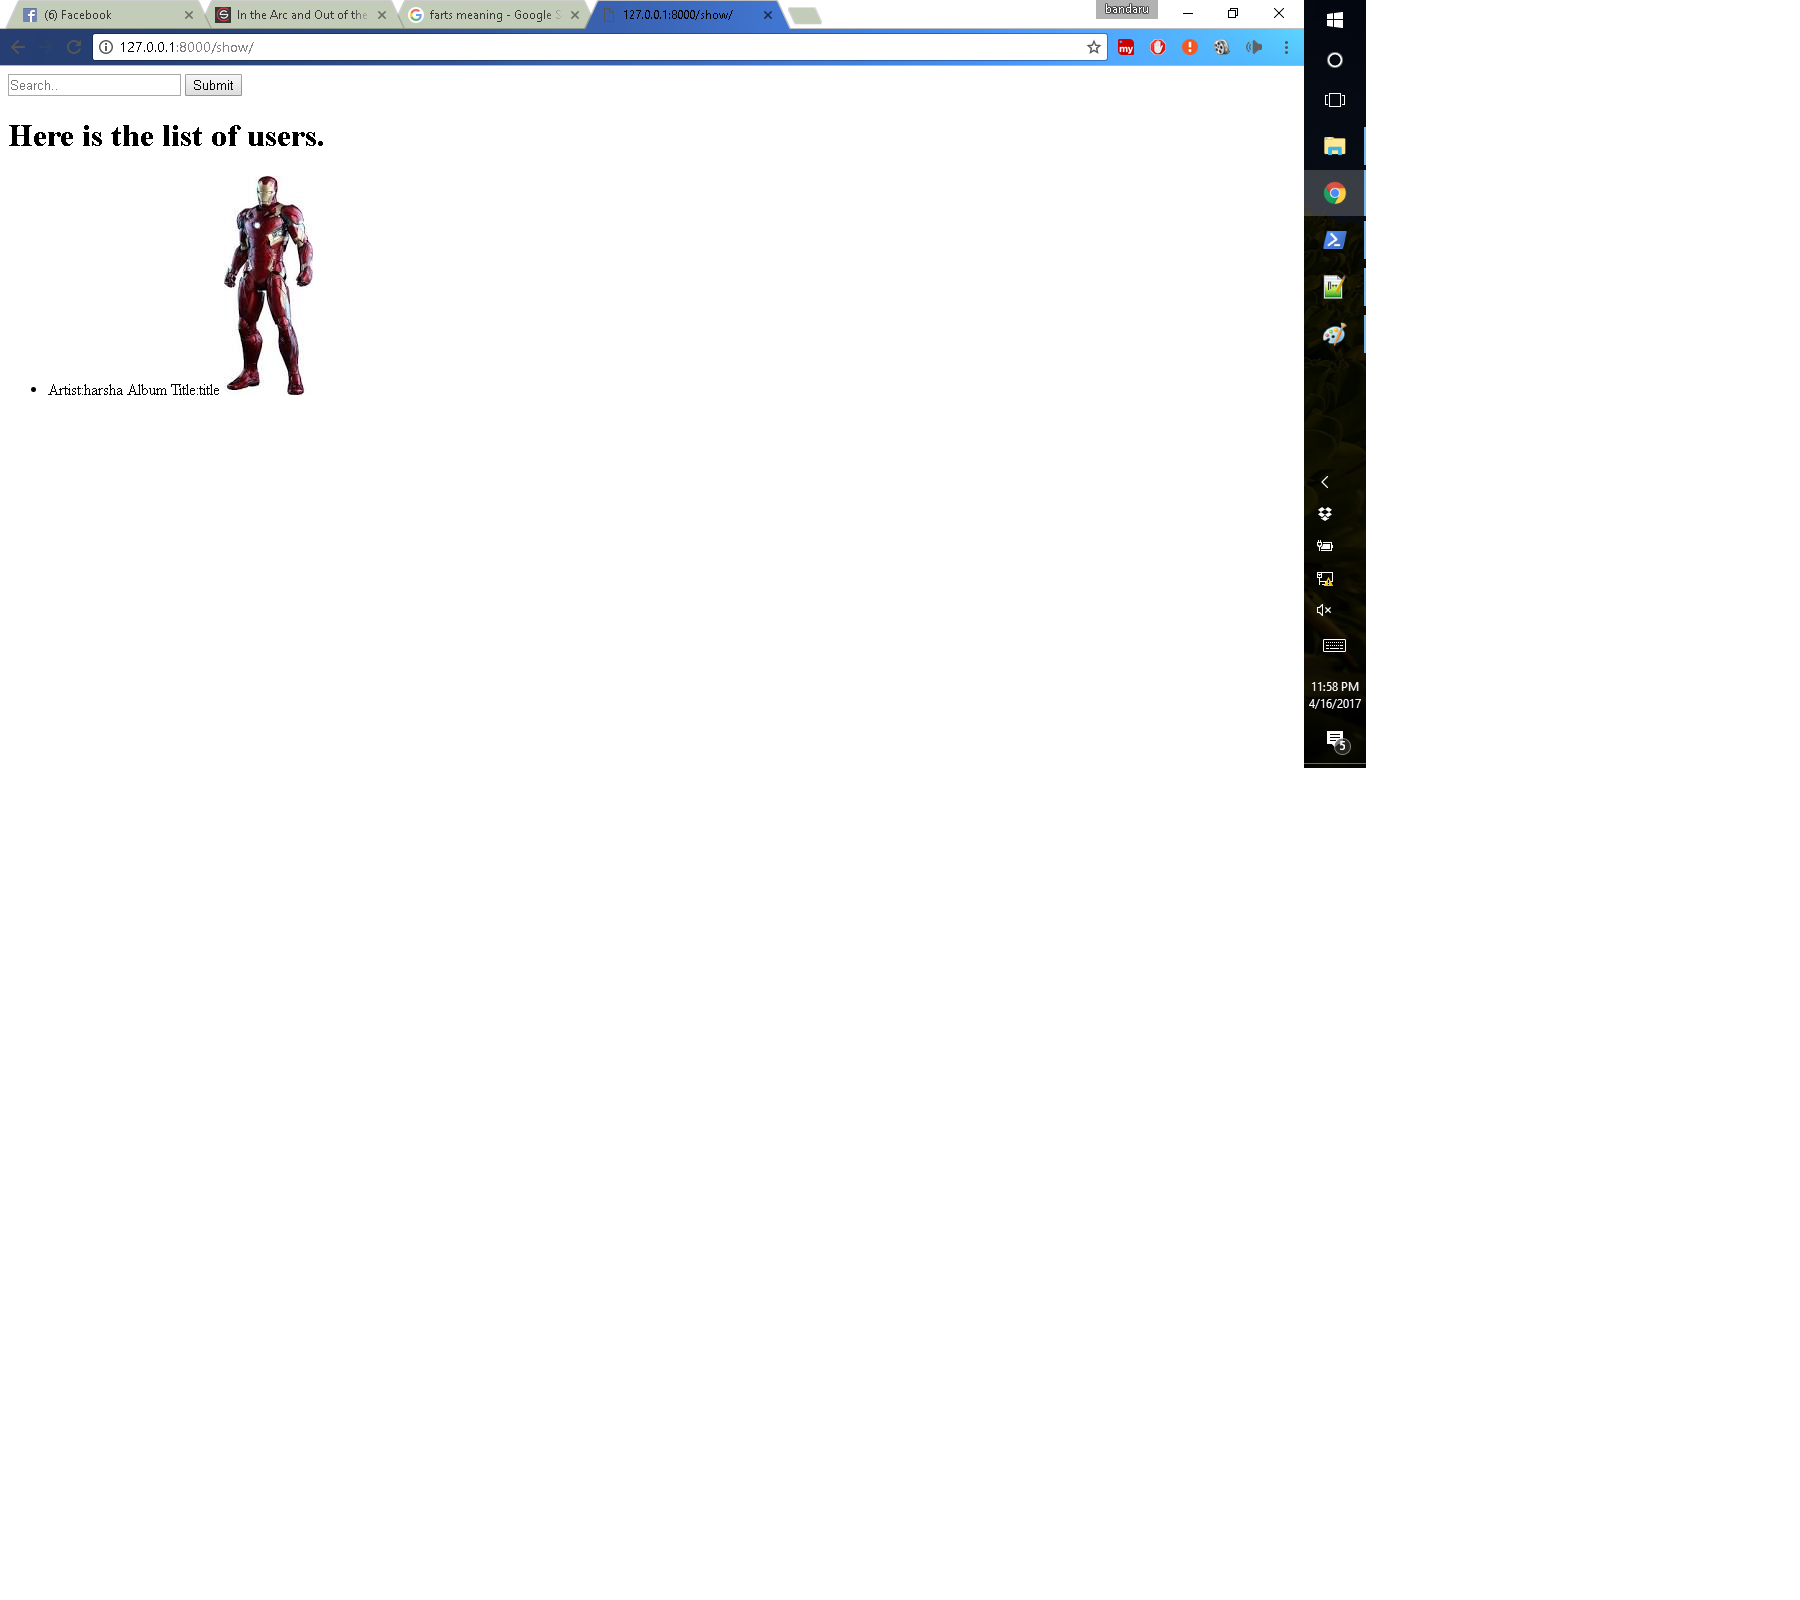 (6) Facebook
In the Arc and Out of the
farts meaning - Google S
127.0.0.1:8000/show/
bandaru
127.0.0.1:8000/show/
my
Search..
Submit
Here is the list of users.
Artist:harsha Album Title:title
11:58 PM
4/16/2017
5